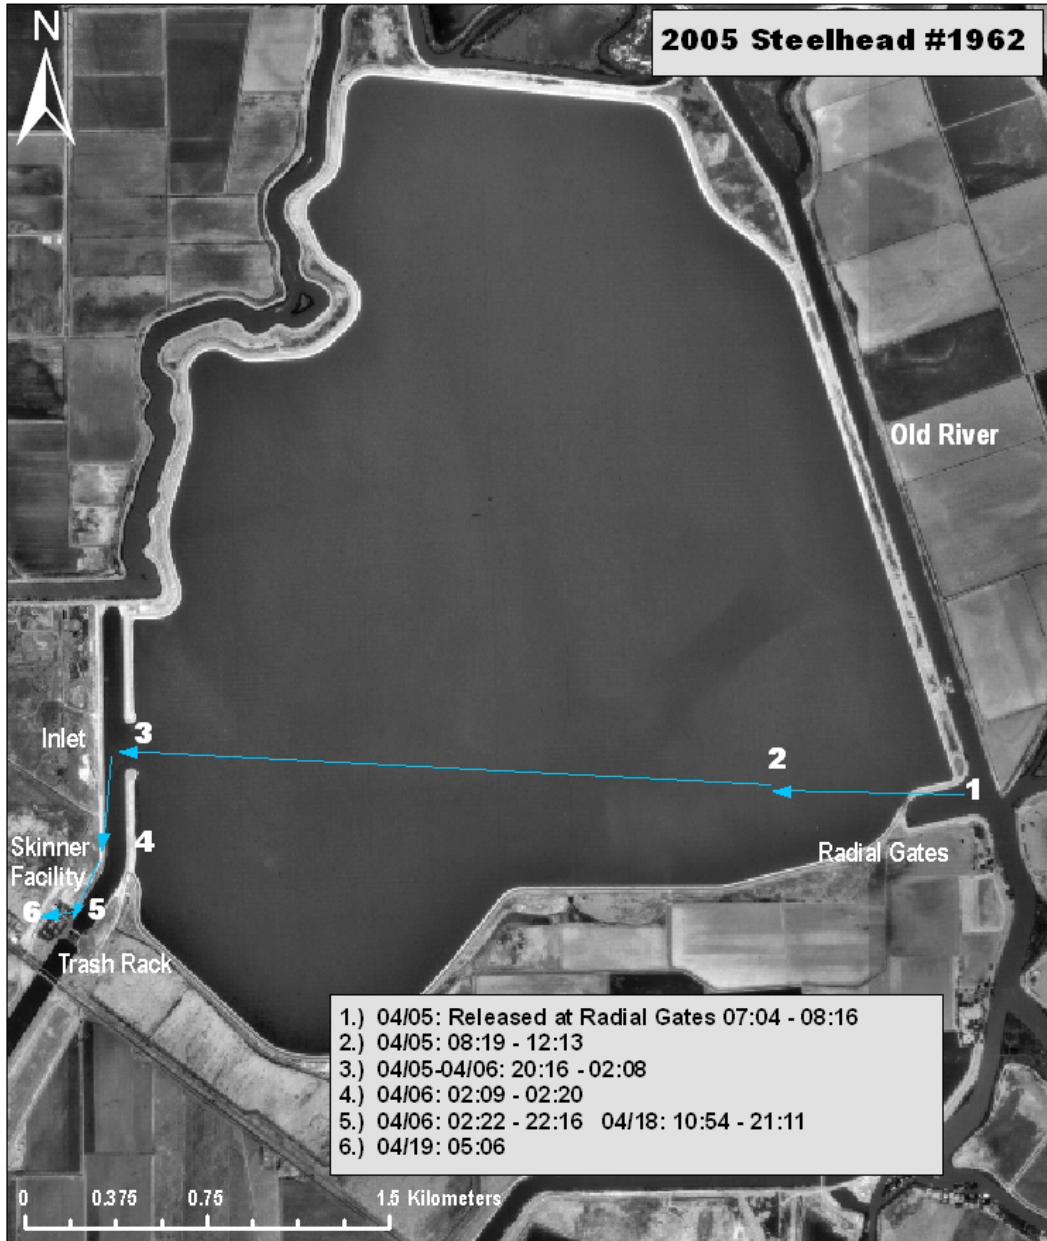 N
2005 Steelhead #1962
Old River
3
Inlet
2
1
4
Skinner
Facility
Radial Gates
6
5
Trash Rack
1.) 04/05: Released at Radial Gates 07:04 - 08:16
2.) 04/05: 08:19 - 12:13
3.) 04/05-04/06: 20:16 - 02:08
4.) 04/06: 02:09 - 02:20
5.) 04/06: 02:22 - 22:16 04/18: 10:54 - 21:11
6.) 04/19: 05:06
0 0.375 0.75 1.5 Kilometers